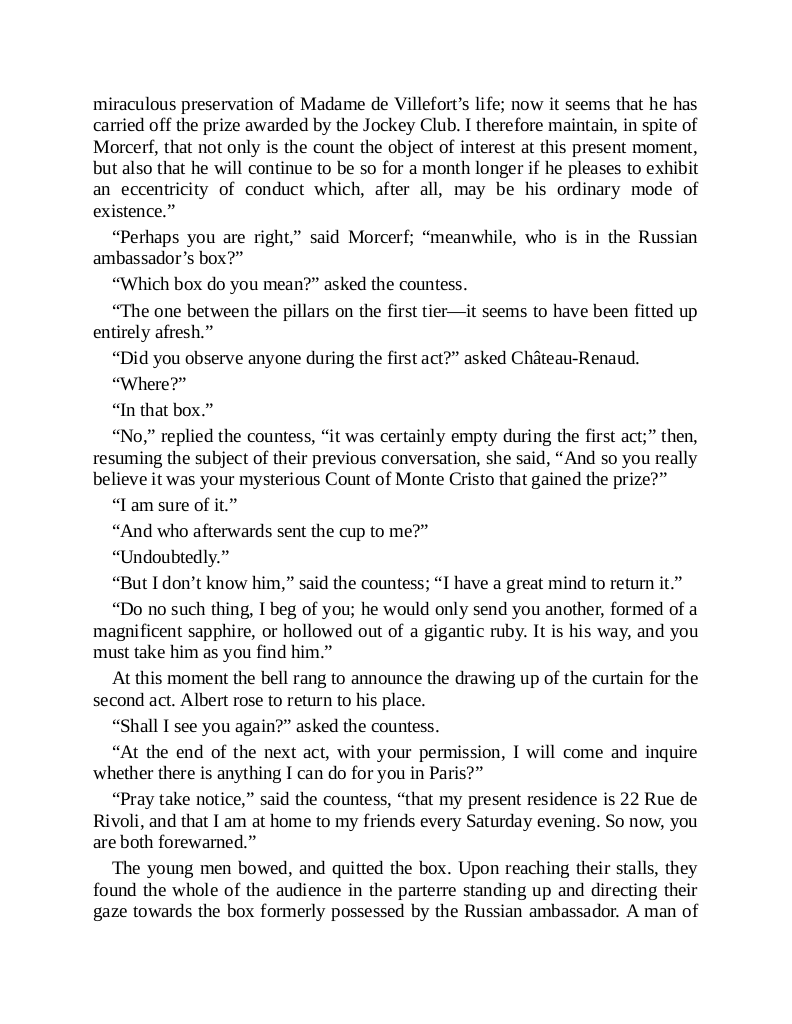 miraculous preservation of Madame de Villefort’s life; now it seems that he has
carried off the prize awarded by the Jockey Club. I therefore maintain, in spite of
Morcerf, that not only is the count the object of interest at this present moment,
but also that he will continue to be so for a month longer if he pleases to exhibit
an eccentricity of conduct which, after all, may be his ordinary mode of
existence.”
“Perhaps you are right,” said Morcerf; “meanwhile, who is in the Russian
ambassador’s box?”
“Which box do you mean?” asked the countess.
“The one between the pillars on the first tier—it seems to have been fitted up
entirely afresh.”
“Did you observe anyone during the first act?” asked Château-Renaud.
“Where?”
“In that box.”
“No,” replied the countess, “it was certainly empty during the first act;” then,
resuming the subject of their previous conversation, she said, “And so you really
believe it was your mysterious Count of Monte Cristo that gained the prize?”
“I am sure of it.”
“And who afterwards sent the cup to me?”
“Undoubtedly.”
“But I don’t know him,” said the countess; “I have a great mind to return it.”
“Do no such thing, I beg of you; he would only send you another, formed of a
magnificent sapphire, or hollowed out of a gigantic ruby. It is his way, and you
must take him as you find him.”
At this moment the bell rang to announce the drawing up of the curtain for the
second act. Albert rose to return to his place.
“Shall I see you again?” asked the countess.
“At the end of the next act, with your permission, I will come and inquire
whether there is anything I can do for you in Paris?”
“Pray take notice,” said the countess, “that my present residence is 22 Rue de
Rivoli, and that I am at home to my friends every Saturday evening. So now, you
are both forewarned.”
The young men bowed, and quitted the box. Upon reaching their stalls, they
found the whole of the audience in the parterre standing up and directing their
gaze towards the box formerly possessed by the Russian ambassador. A man of